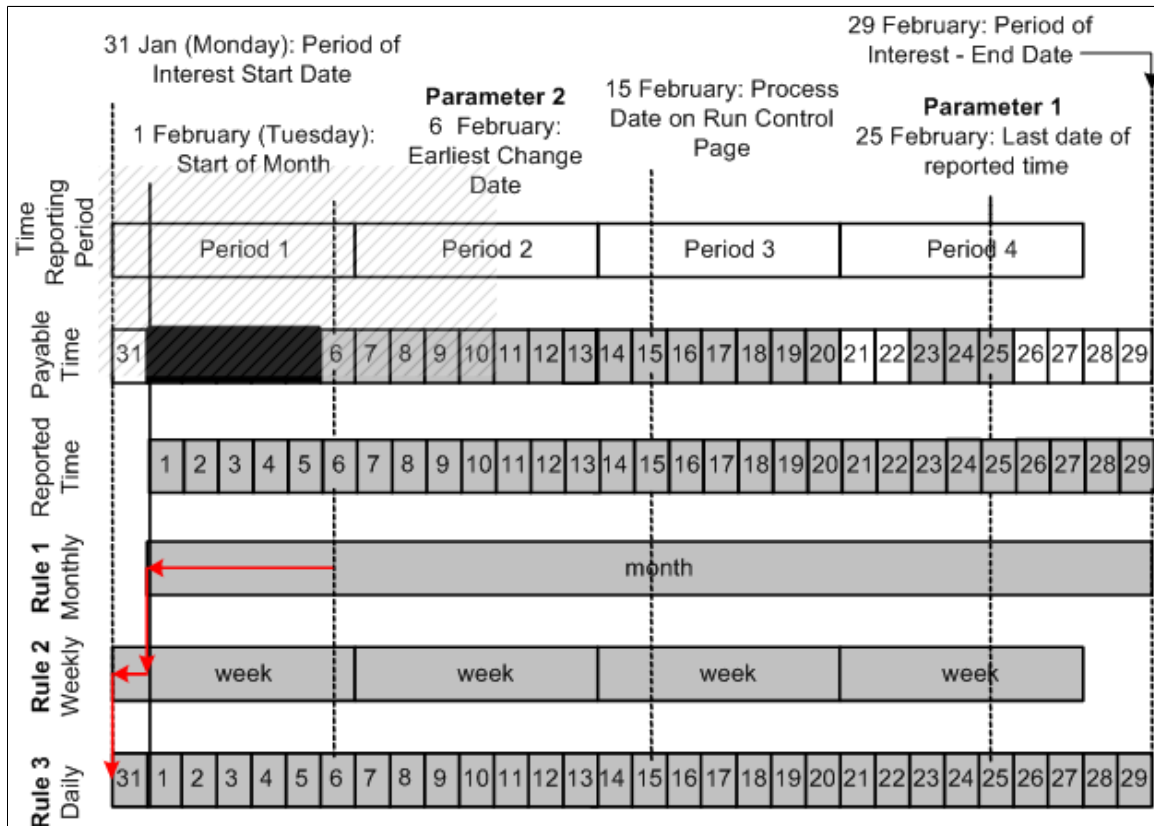 31 Jan (Monday): Period of
Interest Start Date
1 February (Tuesday):
Start of Month
Parameter 2
6 February:
Earliest Change
Date
15 February: Process
Date on Run Control
Page
29 February: Period of
Interest - End Date
Parameter 1
25 February: Last date of
reported time
Time
Reporting
Period
Period 1 Period 2 Period 3 Period 4
Payable
Time
31 6 7 8 9 10 11 12 13 14 15 16 17 18 19 20 21 22 23 24 25 26 27 28 29
Reported
Time
1 2 3 4 5 6 7 8 9 10 11 12 13 14 15 16 17 18 19 20 21 22 23 24 25 26 27 28 29
Rule 1
Monthly
month
Rule 2
Weekly
week week week week
Rule 3
Daily
31 1 2 3 4 5 6 7 8 9 10 11 12 13 14 15 16 17 18 19 20 21 22 23 24 25 26 27 28 29